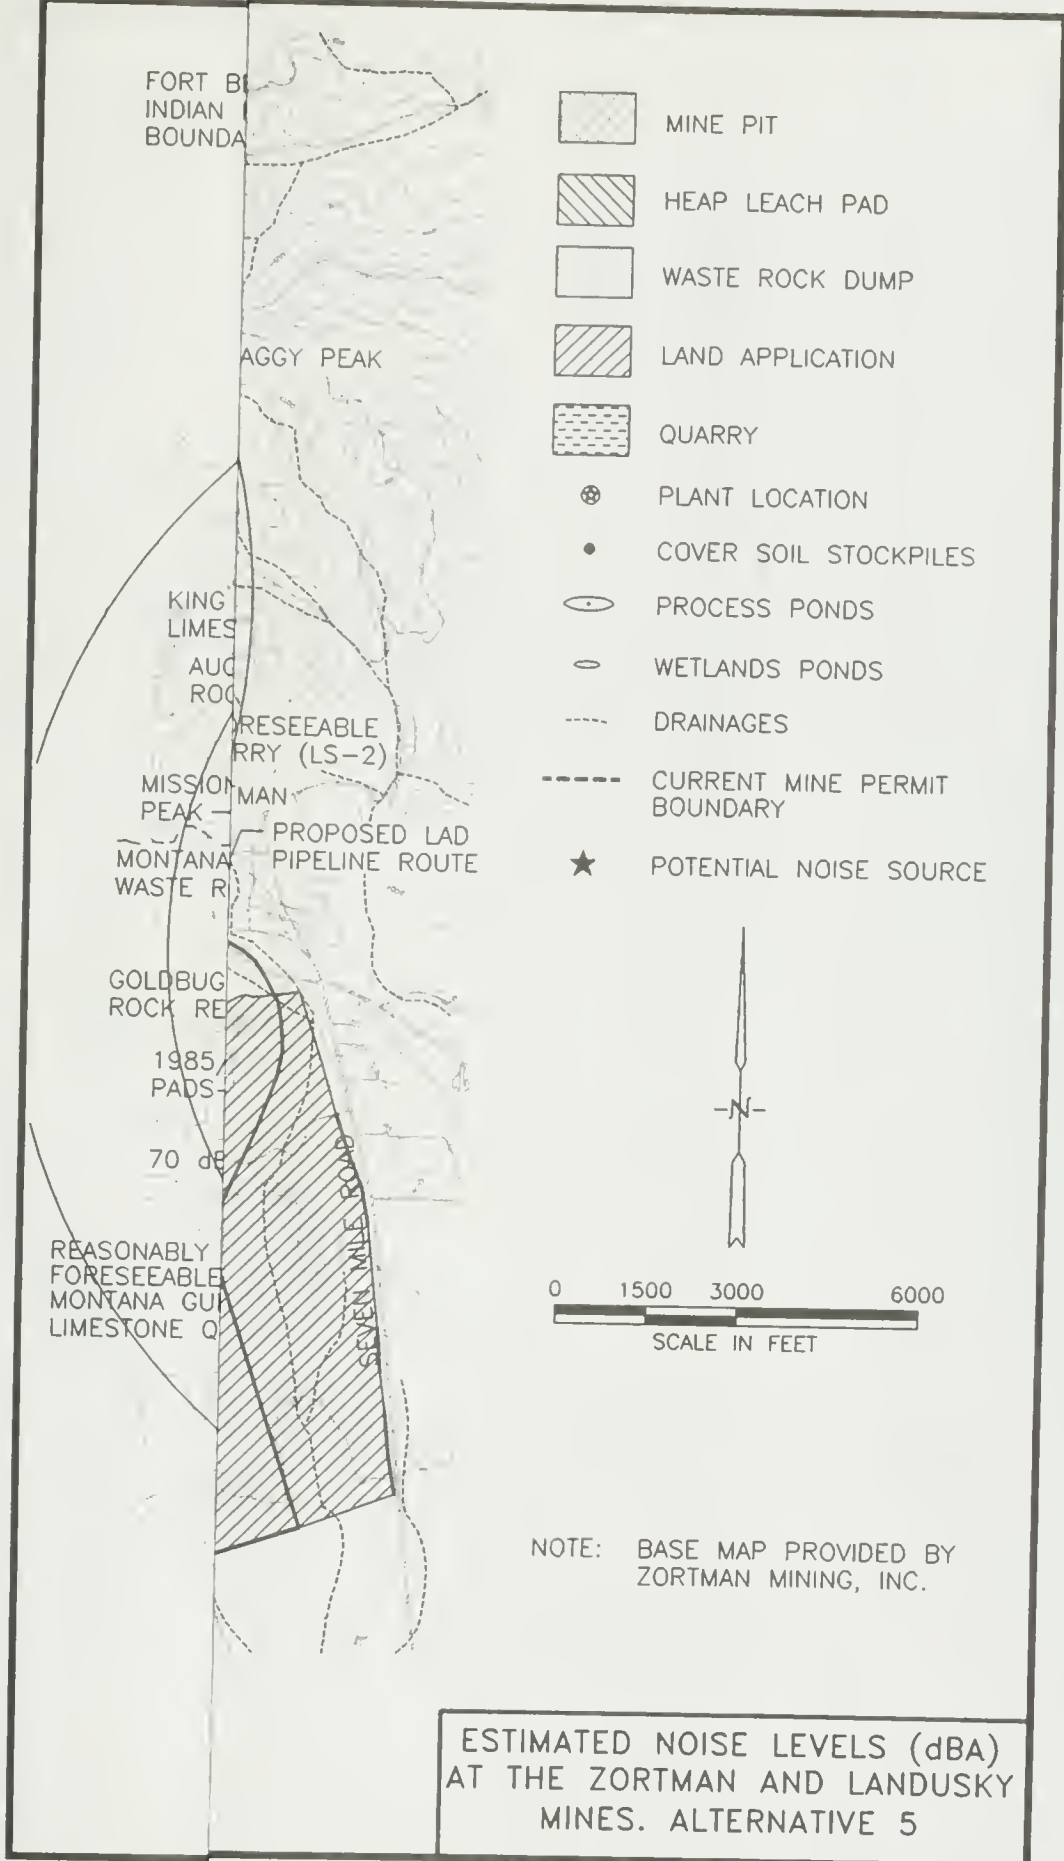 FORT B
INDIAN
BOUNDA
AGGY PEAK
KING
LIMES
AUG
ROC
RESEEABLE
RRY (LS-2)
MISSION
PEAK
MAN
PROPOSED LAD
PIPELINE ROUTE
MONTANA
WASTE R
GOLDBUG
ROCK RE
1985
PADS
70 dB
SEVEN MILE ROAD
REASONABLY
FORESEEABLE
MONTANA GU
LIMESTONE Q
MINE PIT
HEAP LEACH PAD
WASTE ROCK DUMP
LAND APPLICATION
QUARRY
PLANT LOCATION
COVER SOIL STOCKPILES
PROCESS PONDS
WETLANDS PONDS
DRAINAGES
CURRENT MINE PERMIT
BOUNDARY
POTENTIAL NOISE SOURCE
N
0 1500 3000 6000
SCALE IN FEET
NOTE: BASE MAP PROVIDED BY
ZORTMAN MINING, INC.
ESTIMATED NOISE LEVELS (dBA)
AT THE ZORTMAN AND LANDUSKY
MINES. ALTERNATIVE 5